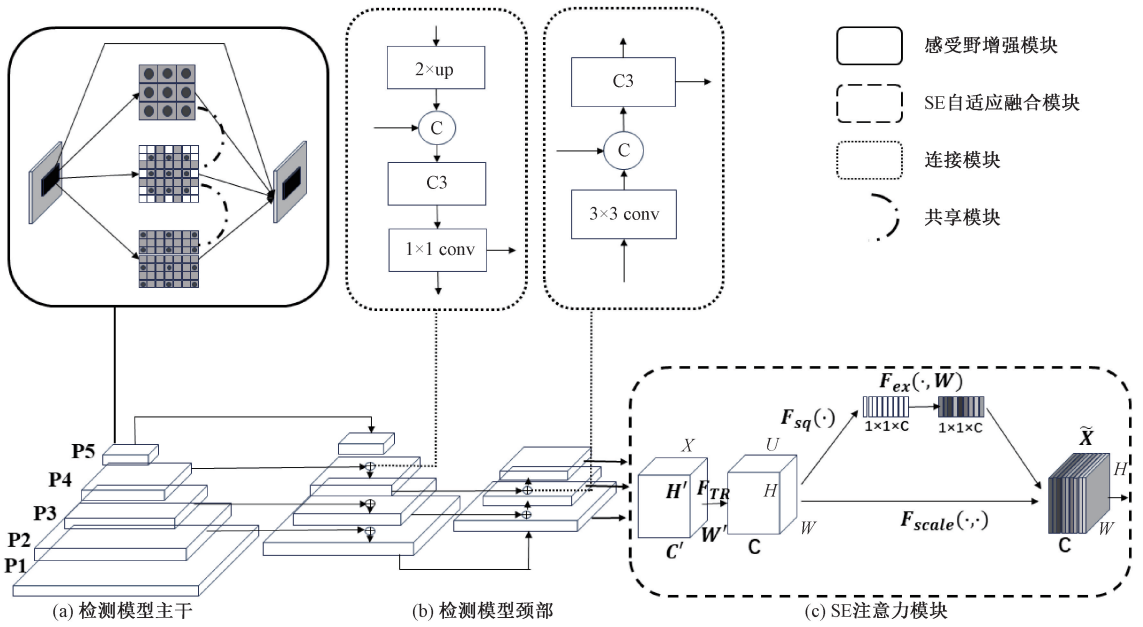 2×up
C
C3
1×1 conv
C3
C
3×3 conv
感受野增强模块
SE自适应融合模块
连接模块
共享模块
P5
P4
P3
P2
P1
X
H′
W′
C′
F_TR
U
H
W
C
F_sq(·)
F_ex(·,W)
1×1×C
1×1×C
F_scale(·,·)
X̃
H
W
C
(a) 检测模型主干
(b) 检测模型颈部
(c) SE注意力模块